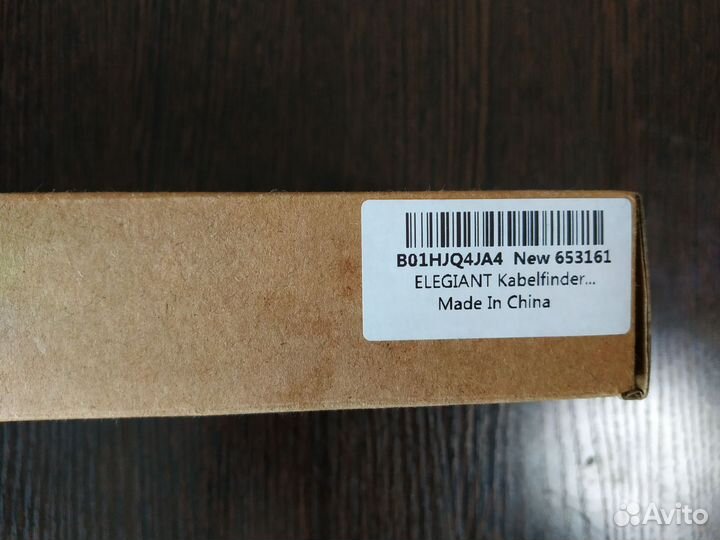 B01HJQ4JA4 New 653161
ELEGIANT Kabelfinder...
Made In China
Avito